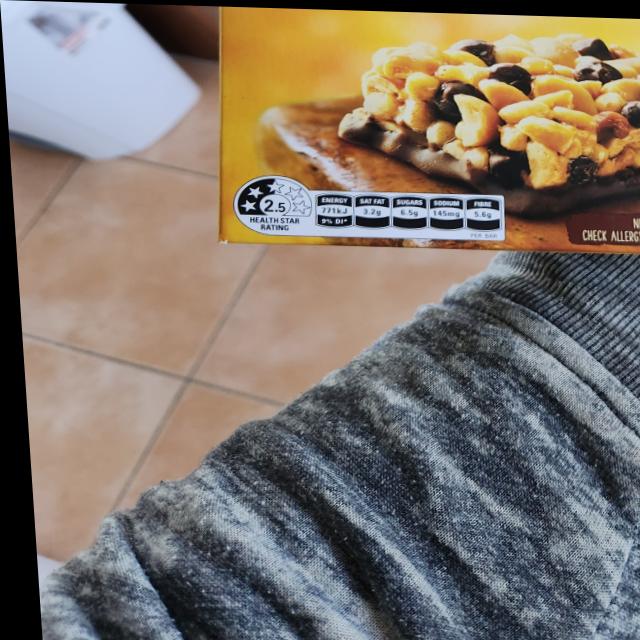 2.5
HEALTH STAR
RATING
ENERGY SAT FAT SUGARS SODIUM FIBRE
771kJ 3.2g 6.5g 145mg 5.6g
9% DI*
PER BAR
CHECK ALLERG